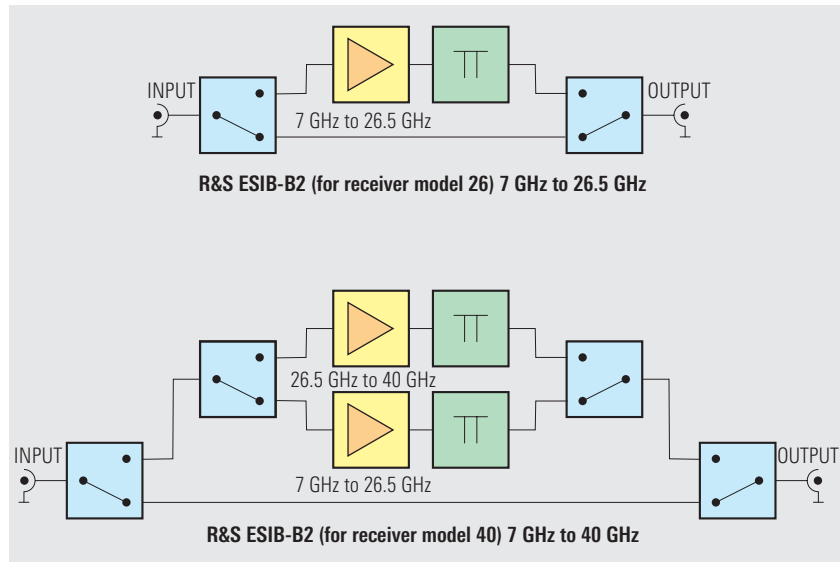 INPUT
OUTPUT
7 GHz to 26.5 GHz
R&S ESIB-B2 (for receiver model 26) 7 GHz to 26.5 GHz
26.5 GHz to 40 GHz
INPUT
OUTPUT
7 GHz to 26.5 GHz
R&S ESIB-B2 (for receiver model 40) 7 GHz to 40 GHz